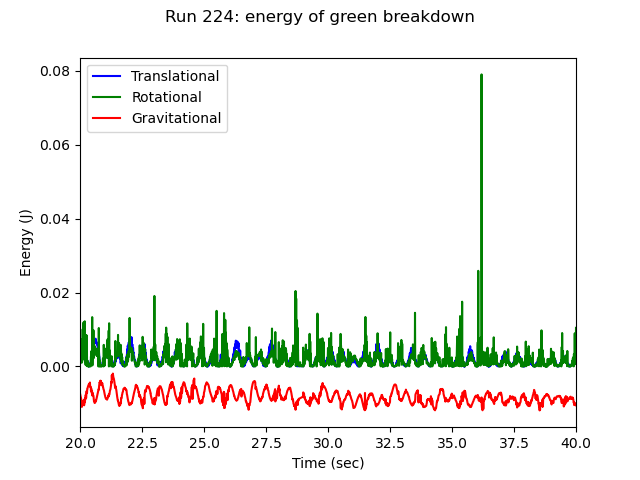 Run 224: energy of green breakdown
Translational
Rotational
Gravitational
0.08
0.06
0.04
0.02
0.00
Energy (J)
20.0 22.5 25.0 27.5 30.0 32.5 35.0 37.5 40.0
Time (sec)